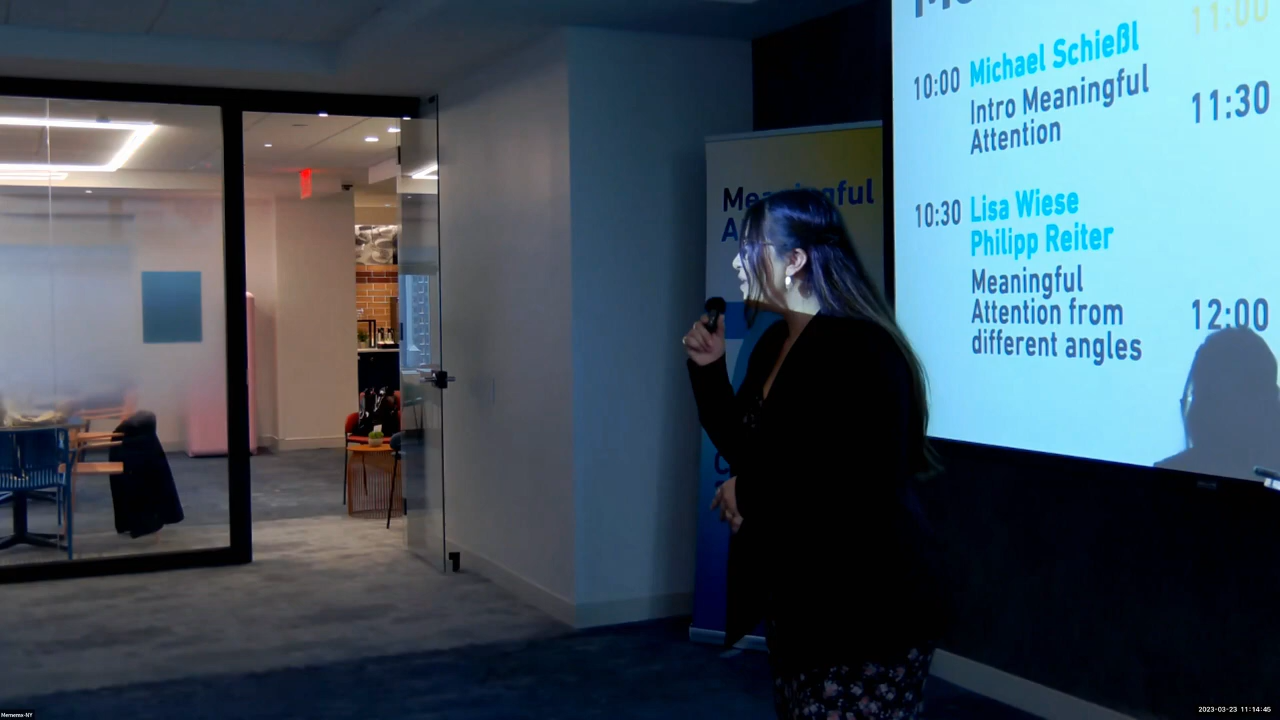 11:00
10:00 Michael Schießl
Intro Meaningful
Attention
11:30
10:30 Lisa Wiese
Philipp Reiter
Meaningful
Attention from
different angles
12:00
Meaningful
Memems-NY
2023-03-23 11:14:45